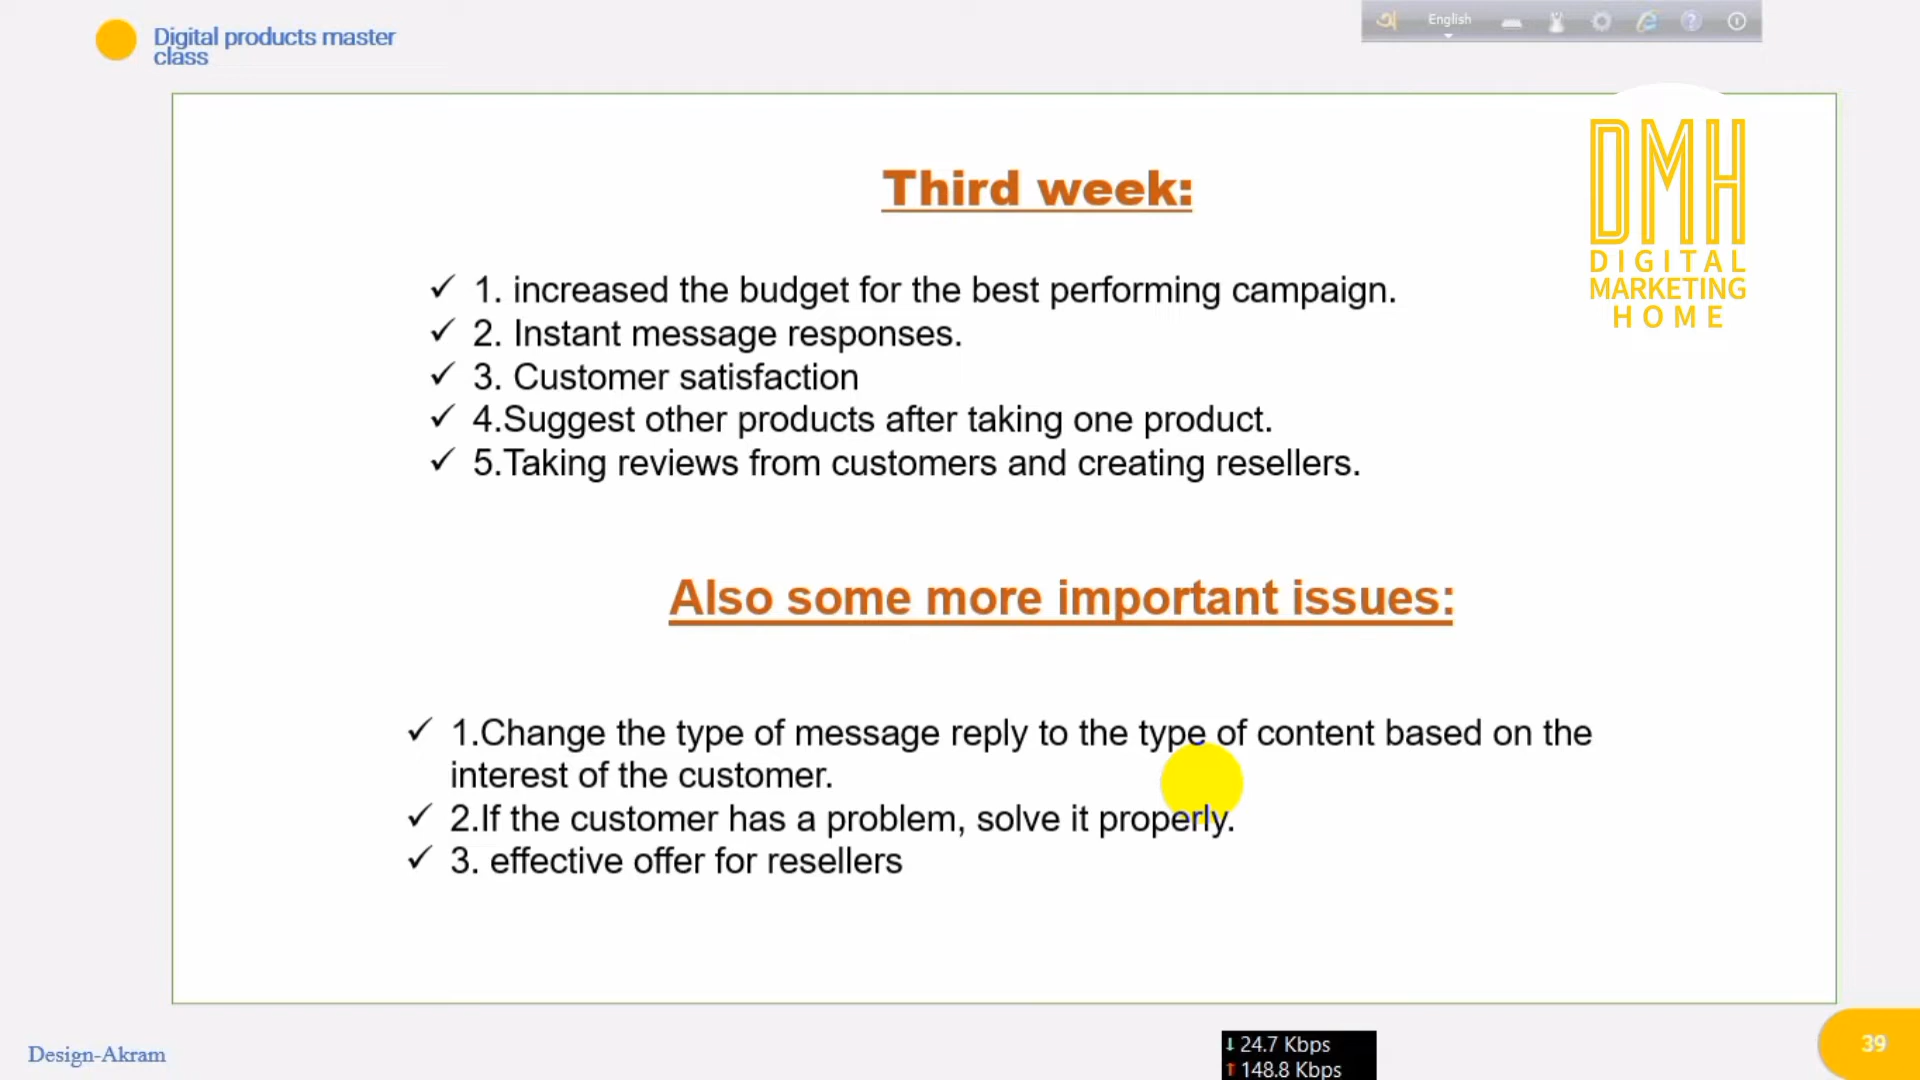 Digital products master
class
অ English
DMH
DIGITAL
MARKETING
HOME
Third week:
✓ 1. increased the budget for the best performing campaign.
✓ 2. Instant message responses.
✓ 3. Customer satisfaction
✓ 4.Suggest other products after taking one product.
✓ 5.Taking reviews from customers and creating resellers.
Also some more important issues:
✓ 1.Change the type of message reply to the type of content based on the
interest of the customer.
✓ 2.If the customer has a problem, solve it properly.
✓ 3. effective offer for resellers
Design-Akram
↓ 24.7 Kbps
↑ 148.8 Kbps
39